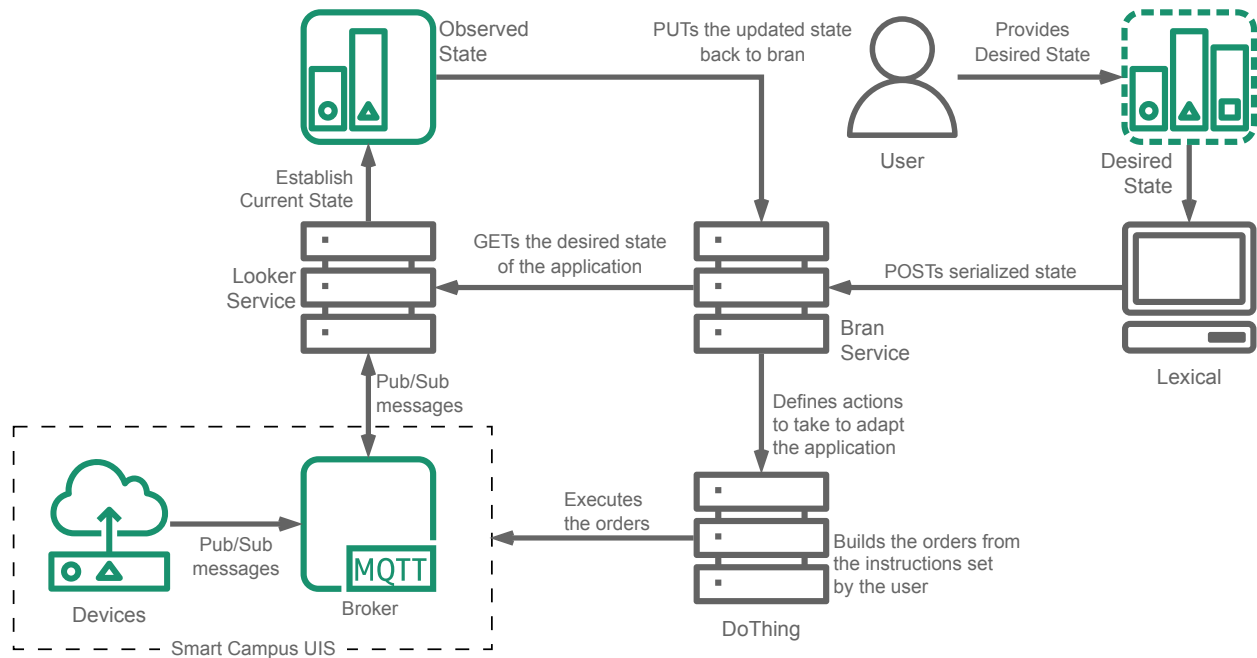 Observed
State
PUTs the updated state
back to bran
Provides
Desired State
User
Desired
State
Establish
Current State
GETs the desired state
of the application
POSTs serialized state
Looker
Service
Bran
Service
Lexical
Pub/Sub
messages
Defines actions
to take to adapt
the application
Executes
the orders
Pub/Sub
messages
MQTT
Builds the orders from
the instructions set
by the user
Devices
Broker
DoThing
Smart Campus UIS